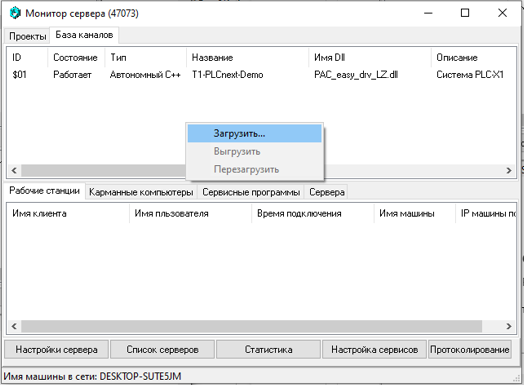 Монитор сервера (47073)
Проекты База каналов
ID Состояние Тип Название Имя Dll Описание
$01 Работает Автономный C++ T1-PLCnext-Demo PAC_easy_drv_LZ.dll Система PLC-X1
Загрузить...
Выгрузить
Перезагрузить
Рабочие станции Карманные компьютеры Сервисные программы Сервера
Имя клиента Имя пльзователя Время подключения Имя машины IP машины по
Настройки сервера Список серверов Статистика Настройка сервисов Протоколирование
Имя машины в сети: DESKTOP-SUTE5JM